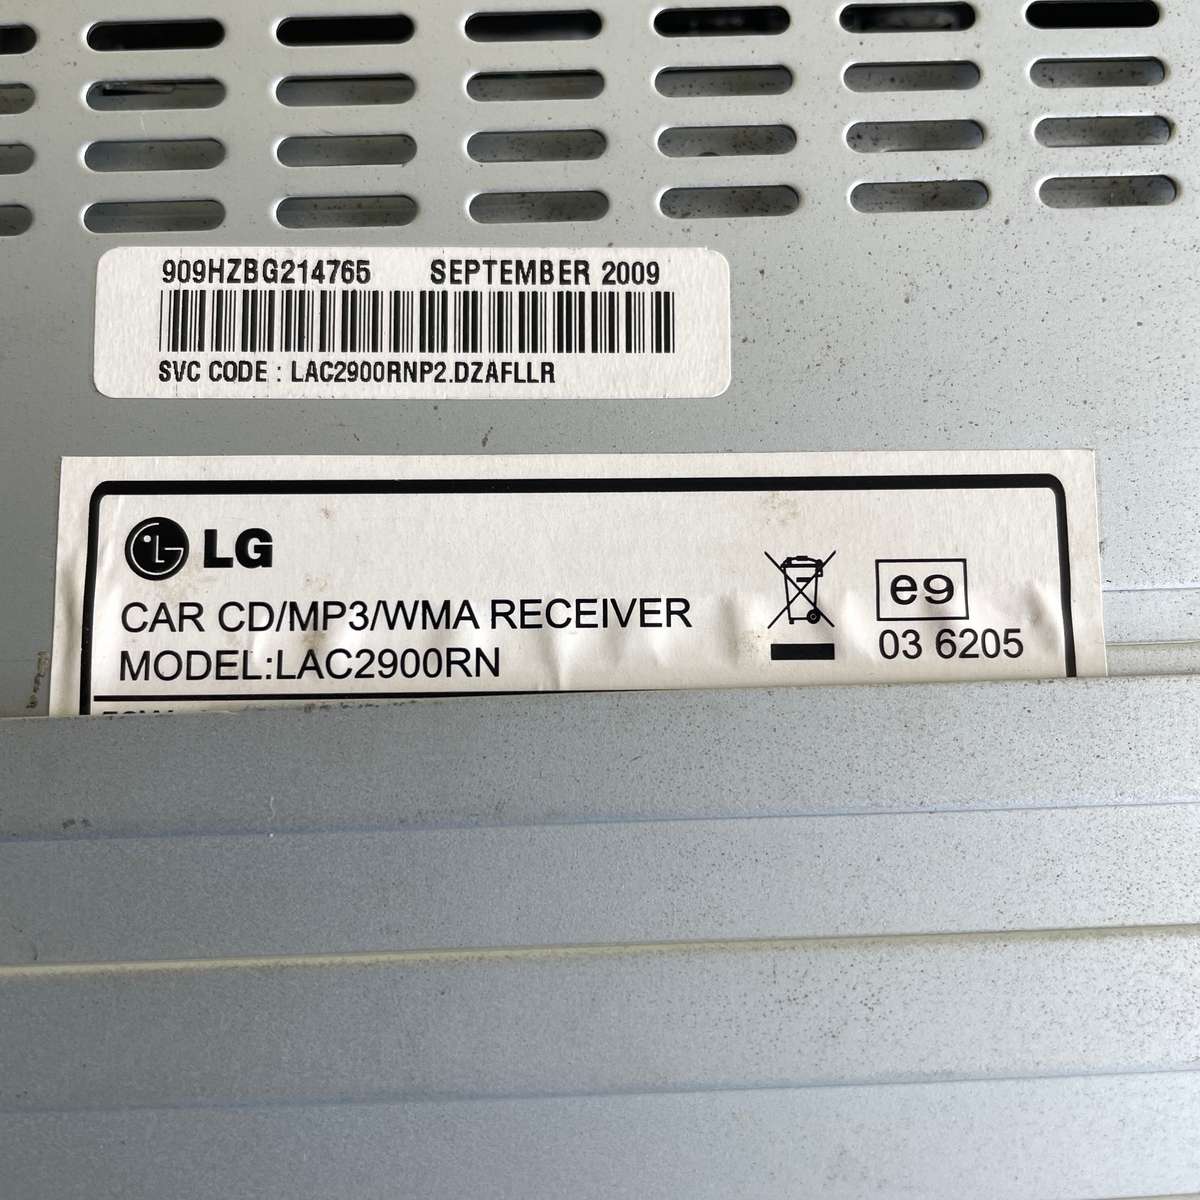 909HZBG214765 SEPTEMBER 2009
SVC CODE : LAC2900RNP2.DZAFLLR
LG
CAR CD/MP3/WMA RECEIVER
MODEL:LAC2900RN
e9
03 6205